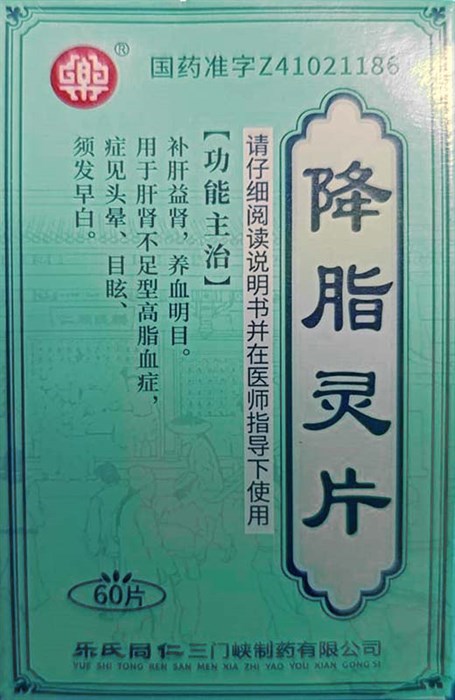 国药准字Z41021186
降脂灵片
请仔细阅读说明书并在医师指导下使用
【功能主治】
补肝益肾，养血明目。
用于肝肾不足型高脂血症，
症见头晕、目眩、
须发早白。
60片
乐氏同仁三门峡制药有限公司
YUE SHI TONG REN SAN MEN XIA ZHI YAO YOU XIAN GONG SI